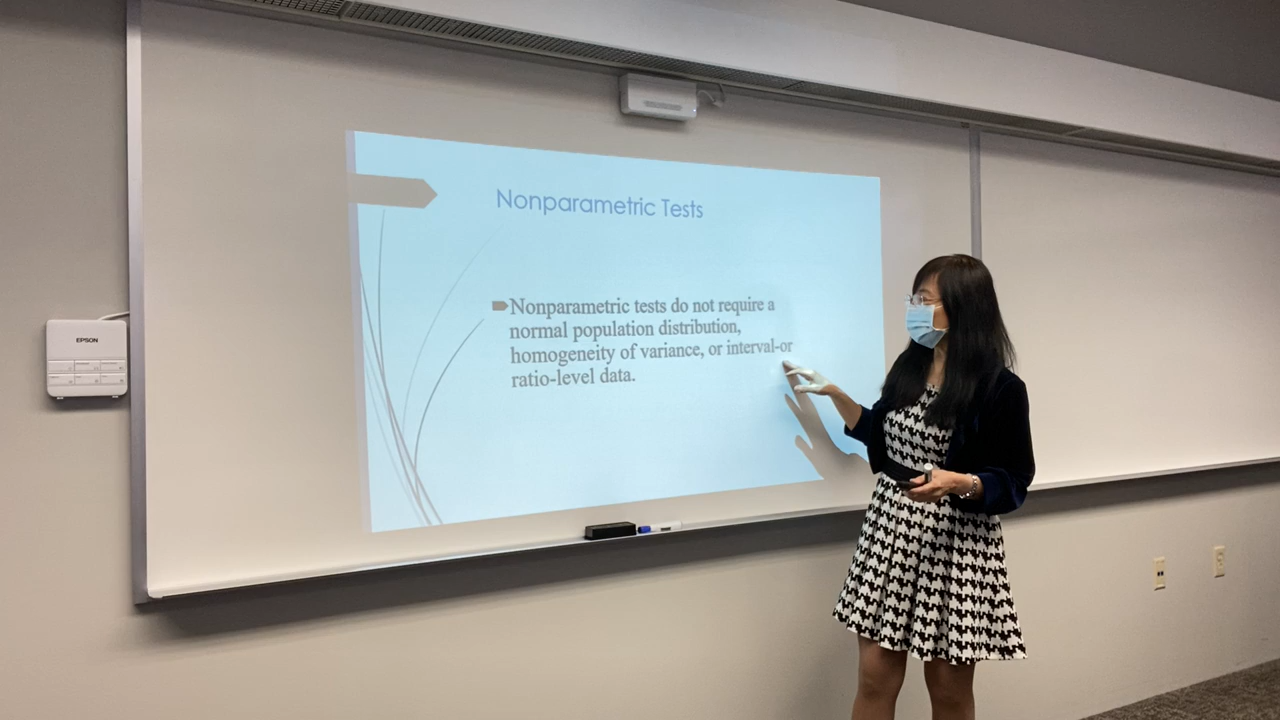 Nonparametric Tests
Nonparametric tests do not require a
normal population distribution,
homogeneity of variance, or interval-or
ratio-level data.
EPSON